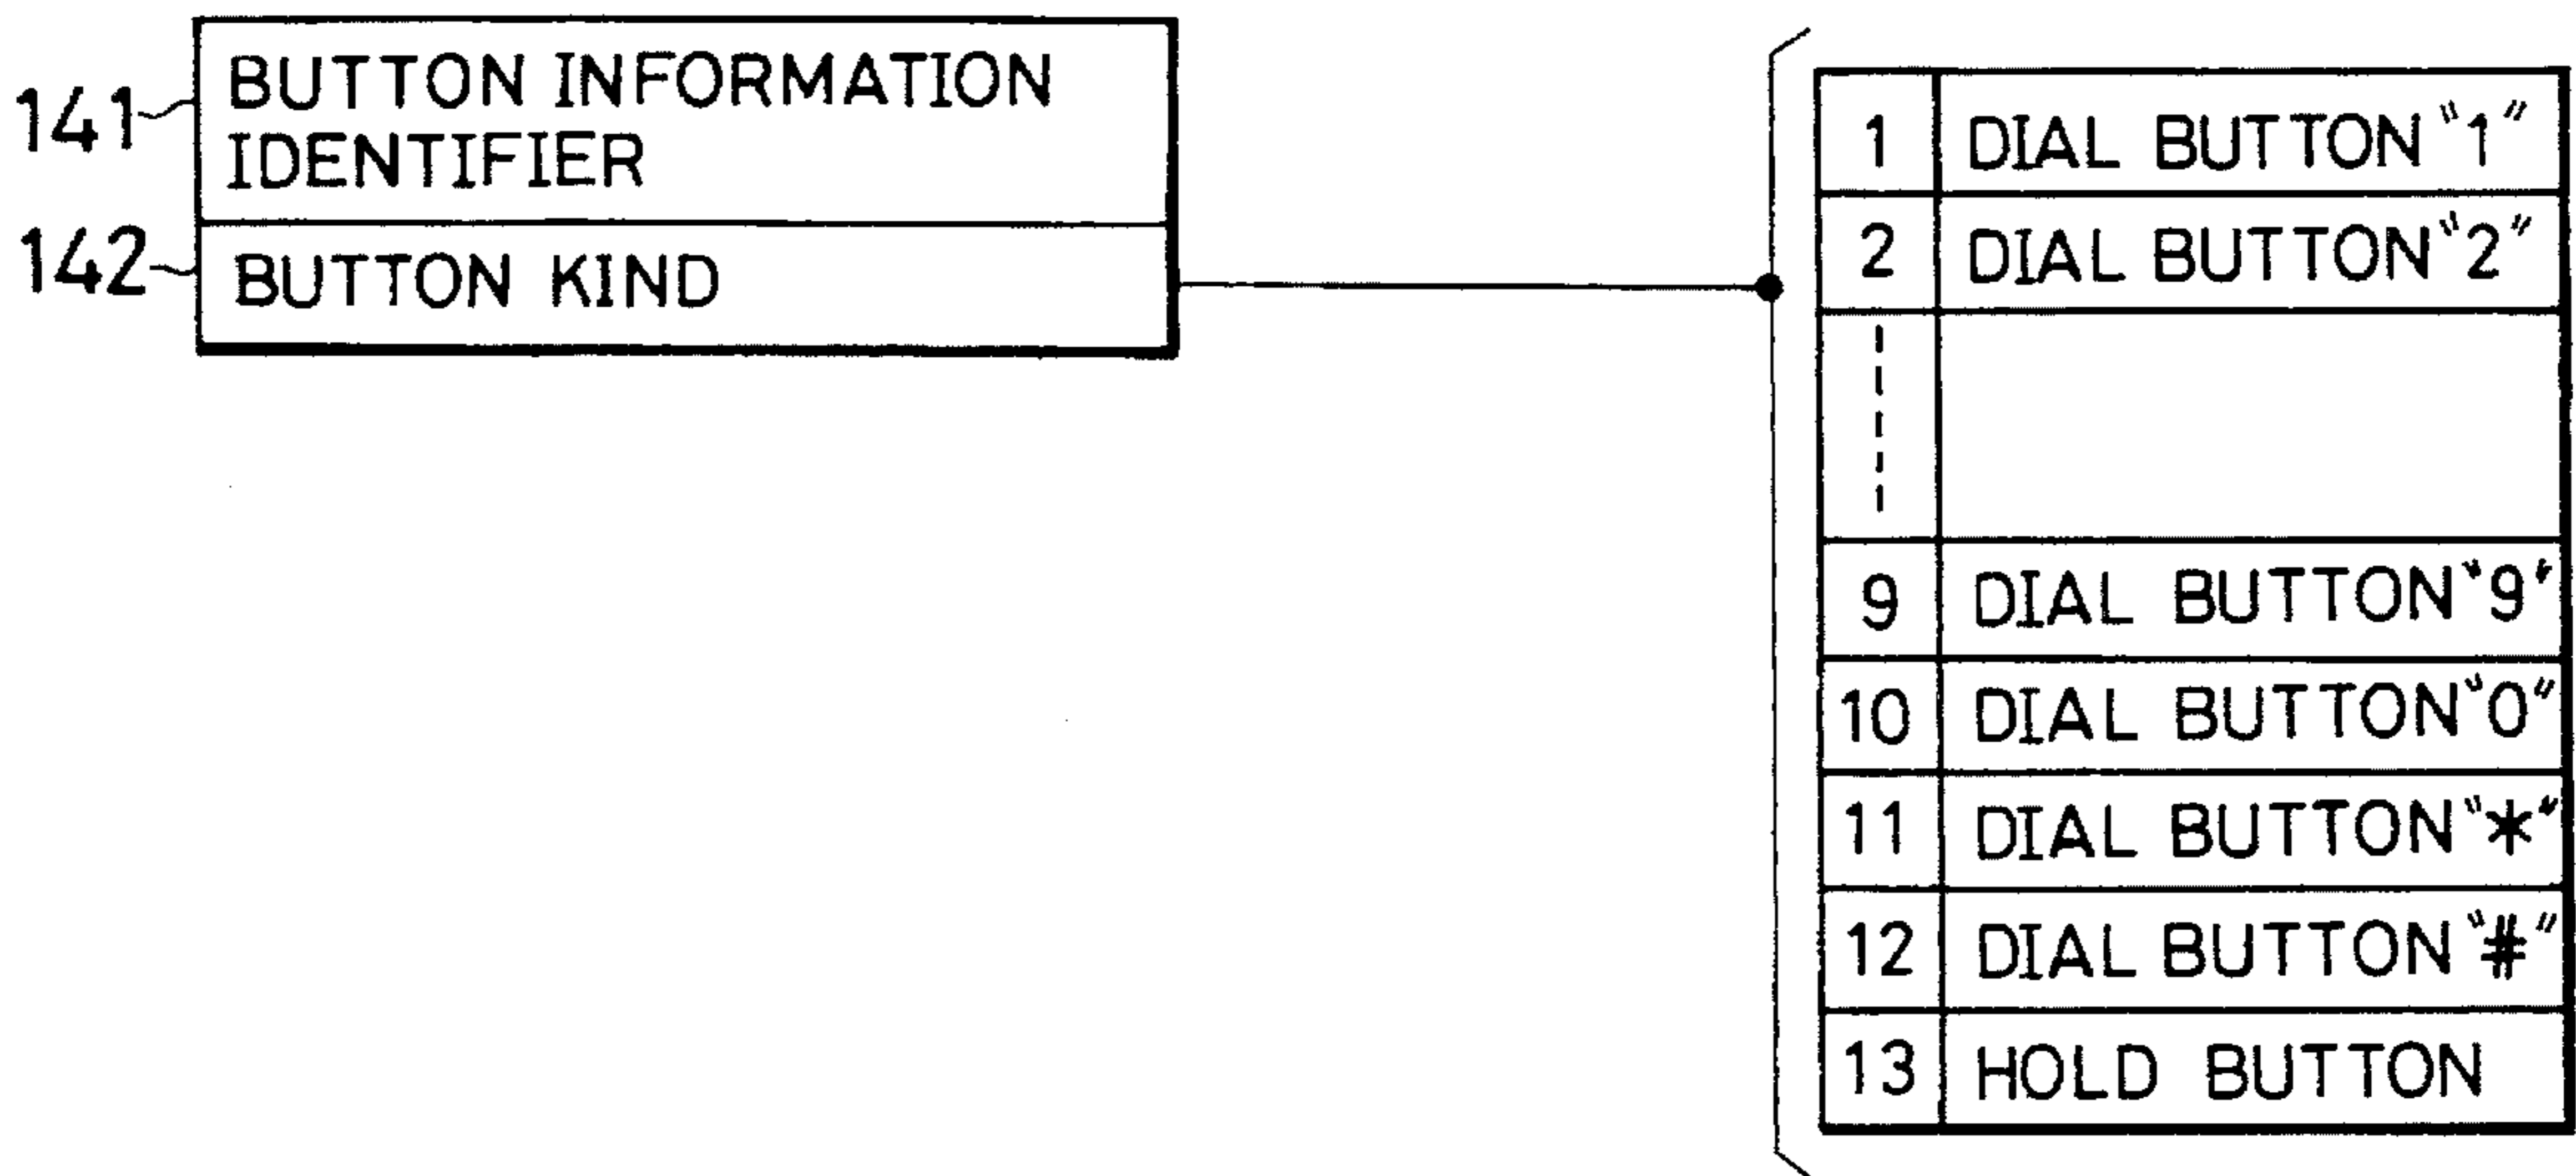 141
BUTTON INFORMATION
IDENTIFIER
142
BUTTON KIND
1 DIAL BUTTON "1"
2 DIAL BUTTON "2"
9 DIAL BUTTON "9"
10 DIAL BUTTON "0"
11 DIAL BUTTON "*"
12 DIAL BUTTON "#"
13 HOLD BUTTON